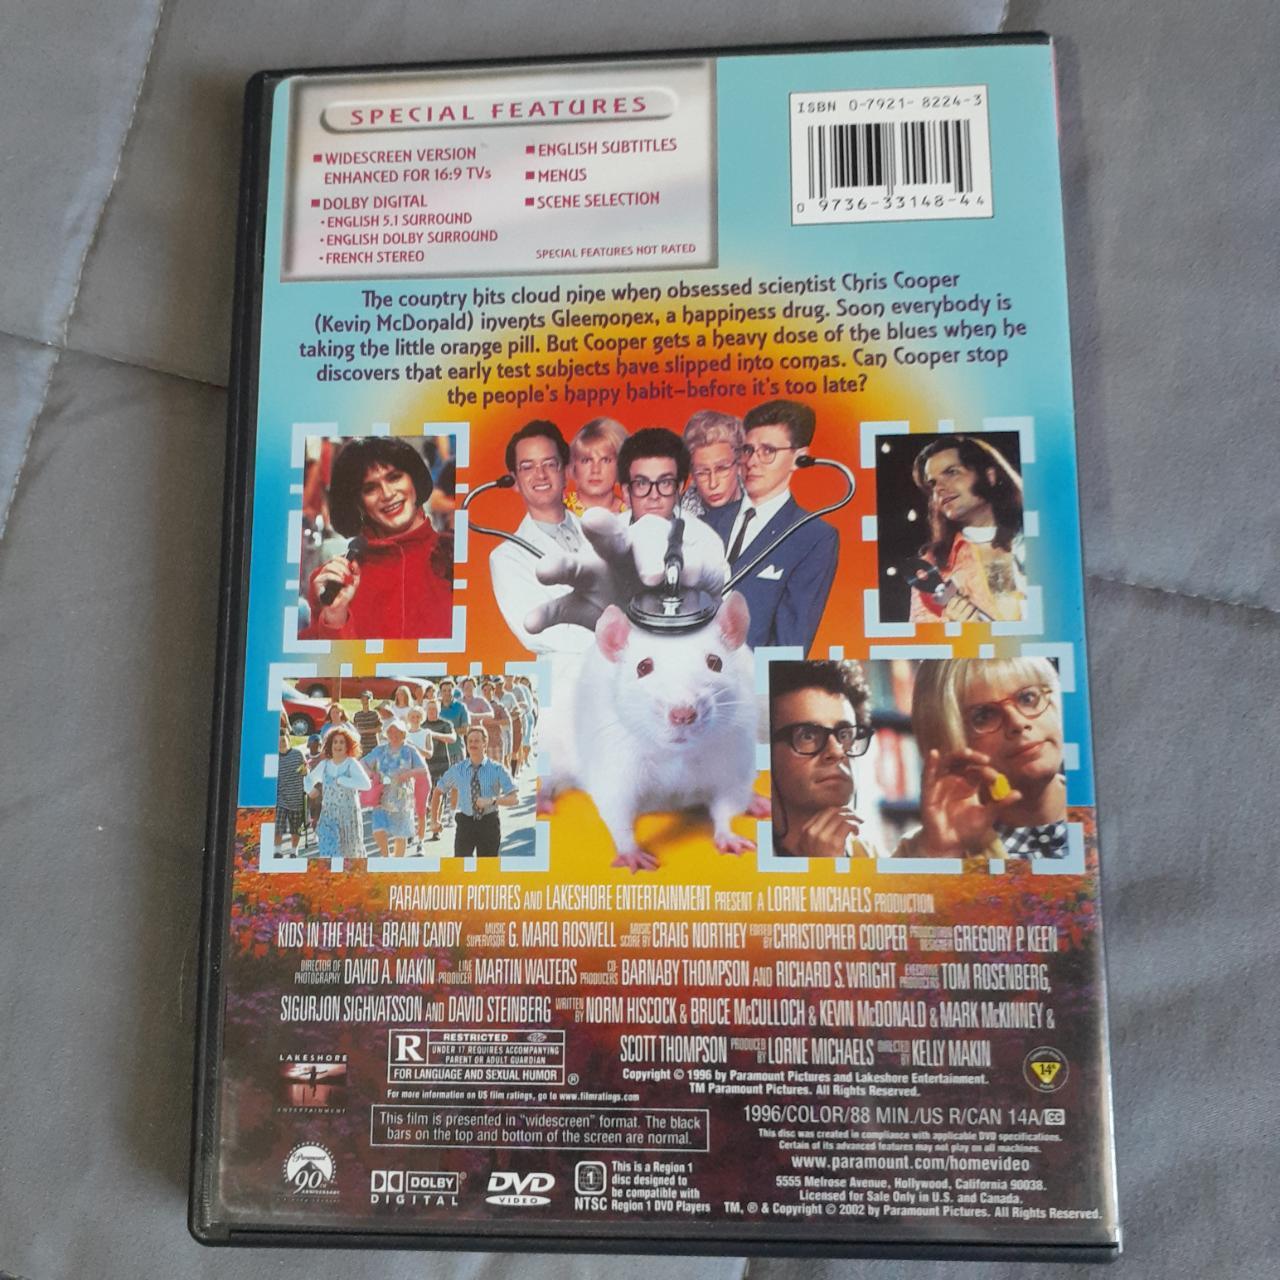 SPECIAL FEATURES
■ WIDESCREEN VERSION
ENHANCED FOR 16:9 TVs
■ DOLBY DIGITAL
• ENGLISH 5.1 SURROUND
• ENGLISH DOLBY SURROUND
• FRENCH STEREO
■ ENGLISH SUBTITLES
■ MENUS
■ SCENE SELECTION
SPECIAL FEATURES NOT RATED
ISBN 0-7921-8224-3
0 9736-33148-4 4
The country hits cloud nine when obsessed scientist Chris Cooper
(Kevin McDonald) invents Gleemonex, a happiness drug. Soon everybody is
taking the little orange pill. But Cooper gets a heavy dose of the blues when he
discovers that early test subjects have slipped into comas. Can Cooper stop
the people's happy habit—before it's too late?
PARAMOUNT PICTURES AND LAKESHORE ENTERTAINMENT PRESENT A LORNE MICHAELS PRODUCTION
KIDS IN THE HALL BRAIN CANDY MUSIC SUPERVISOR G. MARQ ROSWELL MUSIC SCORE BY CRAIG NORTHEY EDITED BY CHRISTOPHER COOPER PRODUCTION DESIGNER GREGORY P. KEEN
DIRECTOR OF PHOTOGRAPHY DAVID A. MAKIN LINE PRODUCER MARTIN WALTERS CO-PRODUCERS BARNABY THOMPSON AND RICHARD S. WRIGHT EXECUTIVE PRODUCERS TOM ROSENBERG,
SIGURJON SIGHVATSSON AND DAVID STEINBERG WRITTEN BY NORM HISCOCK & BRUCE McCULLOCH & KEVIN McDONALD & MARK McKINNEY &
SCOTT THOMPSON PRODUCED BY LORNE MICHAELS DIRECTED BY KELLY MAKIN
LAKESHORE
ENTERTAINMENT
R
RESTRICTED
UNDER 17 REQUIRES ACCOMPANYING
PARENT OR ADULT GUARDIAN
FOR LANGUAGE AND SEXUAL HUMOR ®
For more information on US film ratings, go to www.filmratings.com
Copyright © 1996 by Paramount Pictures and Lakeshore Entertainment.
TM Paramount Pictures. All Rights Reserved.
14A
This film is presented in "widescreen" format. The black
bars on the top and bottom of the screen are normal.
1996/COLOR/88 MIN./US R/CAN 14A/CC
This disc was created in compliance with applicable DVD specifications.
Certain of its advanced features may not play on all machines.
www.paramount.com/homevideo
5555 Melrose Avenue, Hollywood, California 90038.
Licensed for Sale Only in U.S. and Canada.
TM, ® & Copyright © 2002 by Paramount Pictures. All Rights Reserved.
Paramount
90TH
ANNIVERSARY
DOLBY
DIGITAL
DVD
VIDEO
1
NTSC
This is a Region 1
disc designed to
be compatible with
Region 1 DVD Players